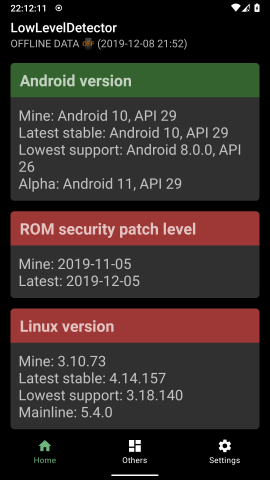 22:12:11
LowLevelDetector
OFFLINE DATA OFF (2019-12-08 21:52)
Android version
Mine: Android 10, API 29
Latest stable: Android 10, API 29
Lowest support: Android 8.0.0, API
26
Alpha: Android 11, API 29
ROM security patch level
Mine: 2019-11-05
Latest: 2019-12-05
Linux version
Mine: 3.10.73
Latest stable: 4.14.157
Lowest support: 3.18.140
Mainline: 5.4.0
Home Others Settings